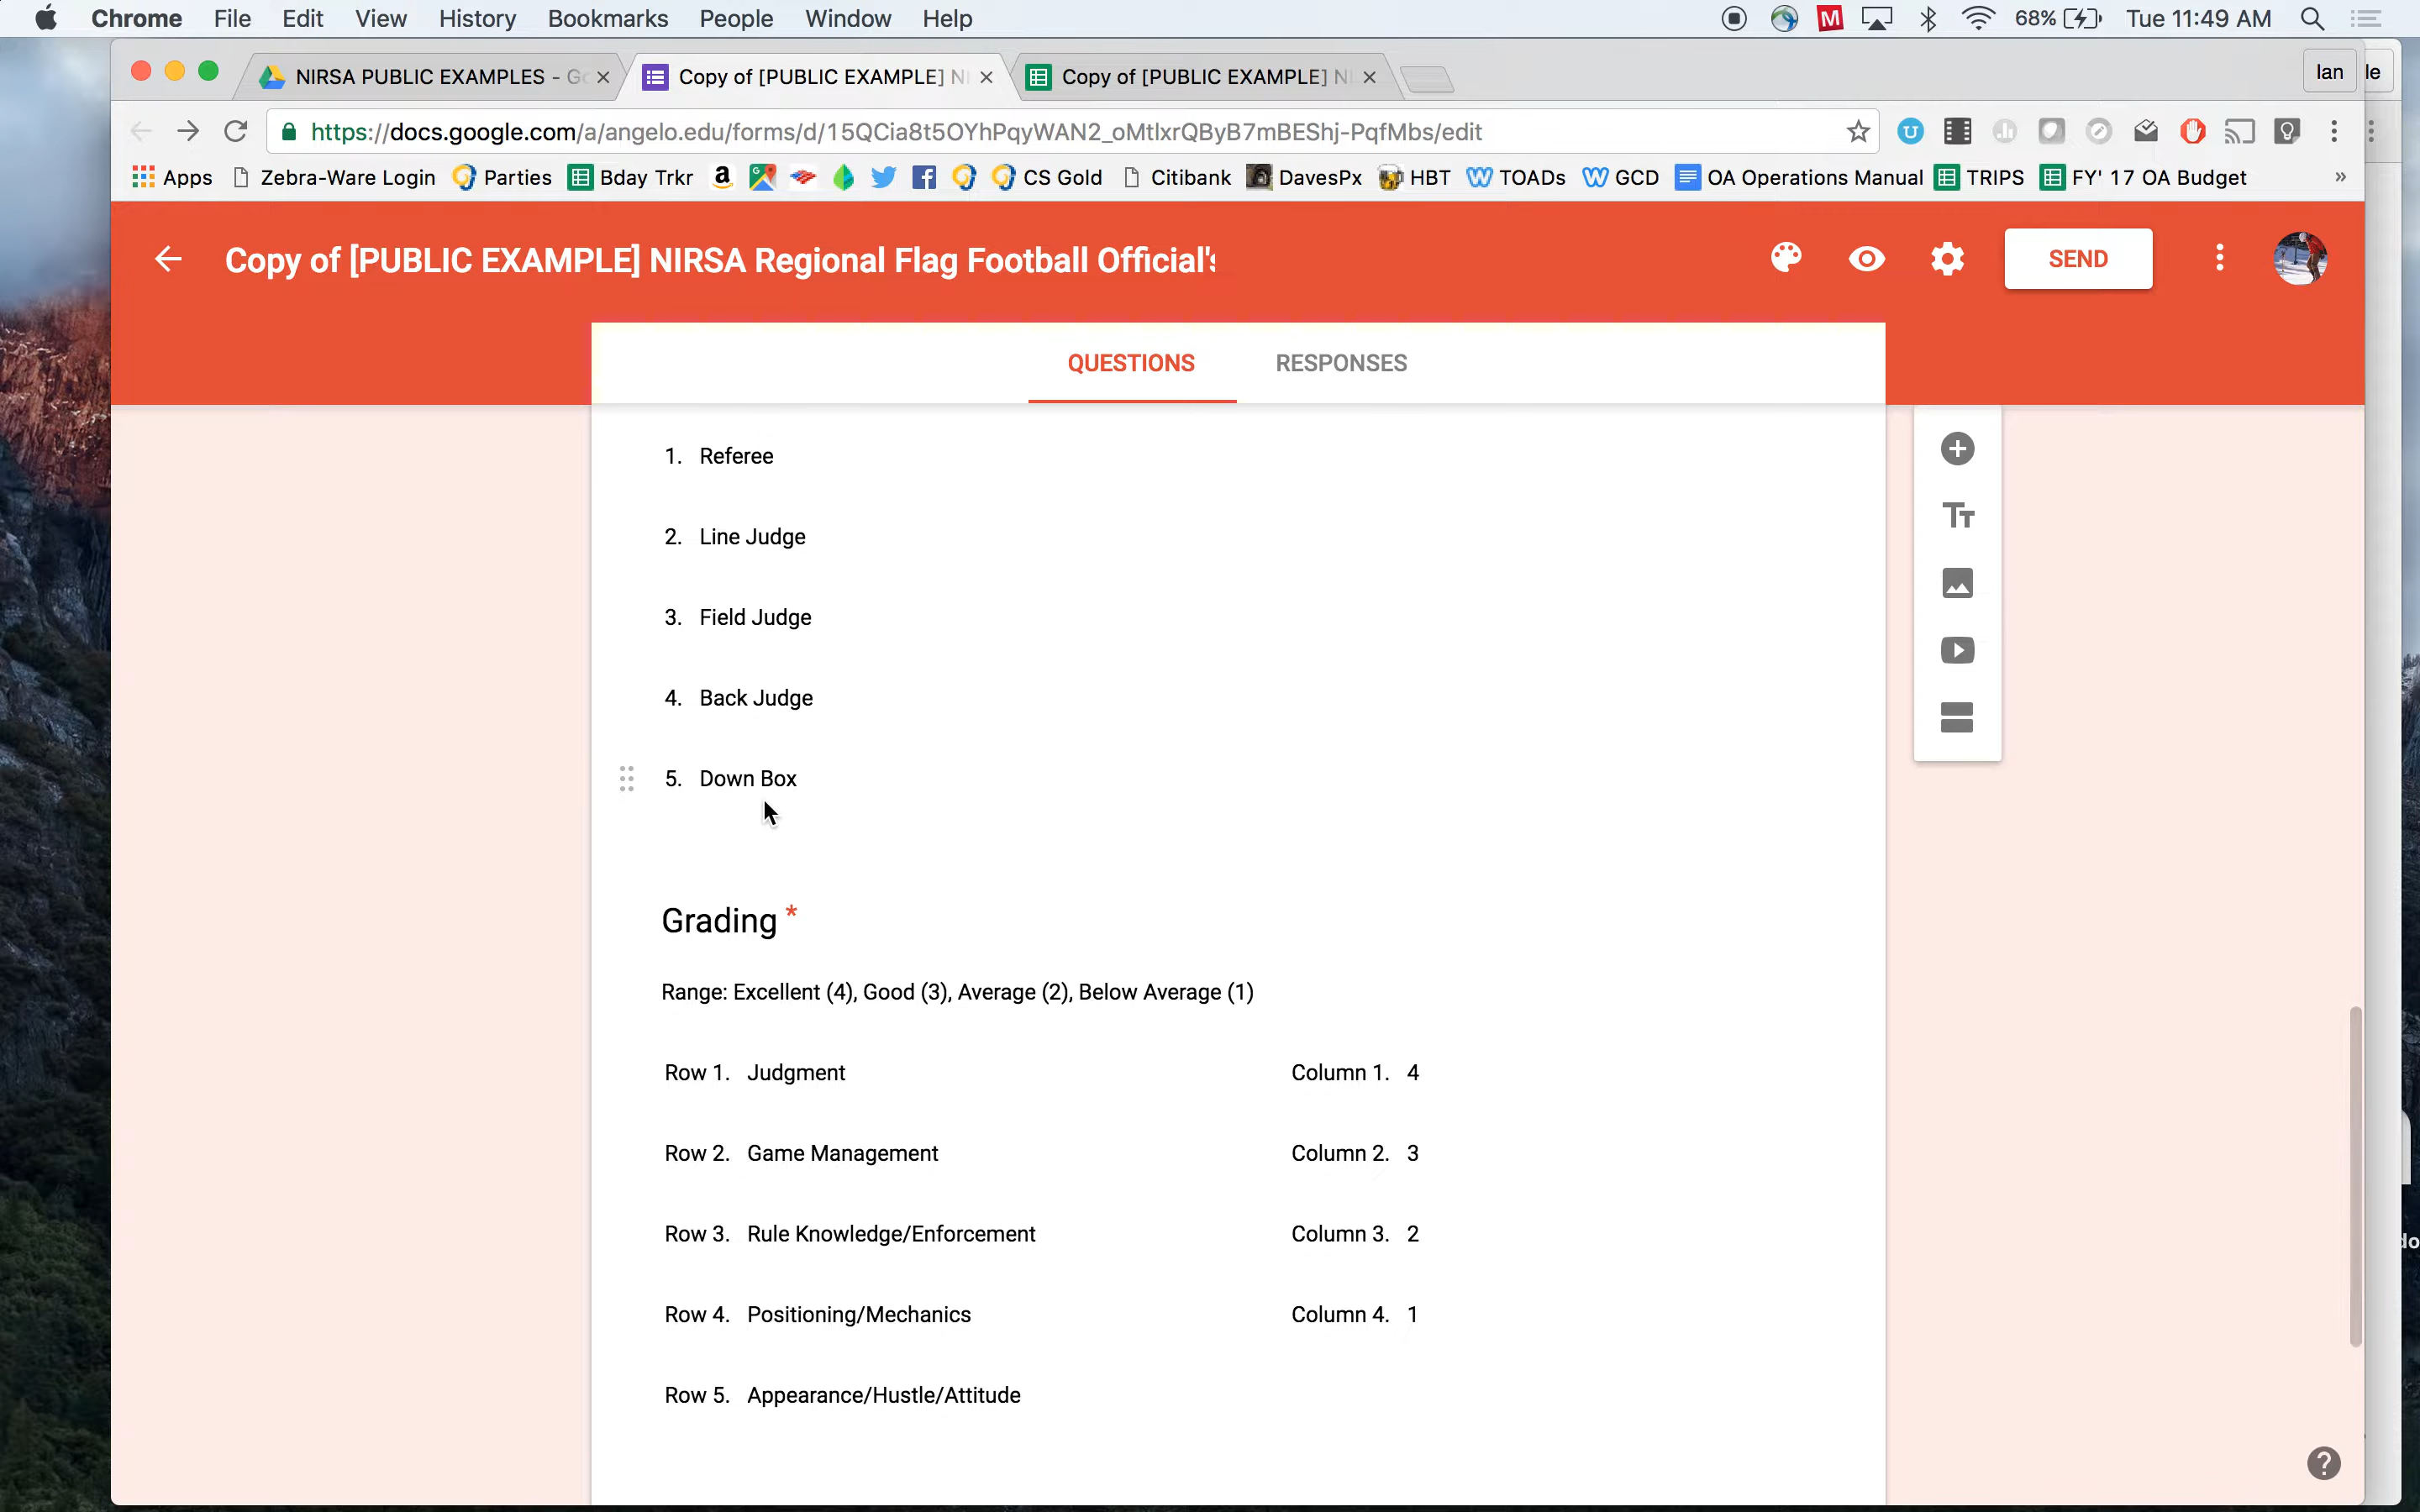 Chrome File Edit View History Bookmarks People Window Help 68% Tue 11:49 AM
NIRSA PUBLIC EXAMPLES - Go Copy of [PUBLIC EXAMPLE] NI Copy of [PUBLIC EXAMPLE] NI Ian le
https://docs.google.com/a/angelo.edu/forms/d/15QCia8t5OYhPqyWAN2_oMtlxrQByB7mBEShj-PqfMbs/edit
Apps Zebra-Ware Login Parties Bday Trkr CS Gold Citibank DavesPx HBT TOADs GCD OA Operations Manual TRIPS FY' 17 OA Budget »
Copy of [PUBLIC EXAMPLE] NIRSA Regional Flag Football Official's SEND
QUESTIONS RESPONSES
1. Referee
2. Line Judge
3. Field Judge
4. Back Judge
5. Down Box
Grading *
Range: Excellent (4), Good (3), Average (2), Below Average (1)
Row 1. Judgment Column 1. 4
Row 2. Game Management Column 2. 3
Row 3. Rule Knowledge/Enforcement Column 3. 2
Row 4. Positioning/Mechanics Column 4. 1
Row 5. Appearance/Hustle/Attitude